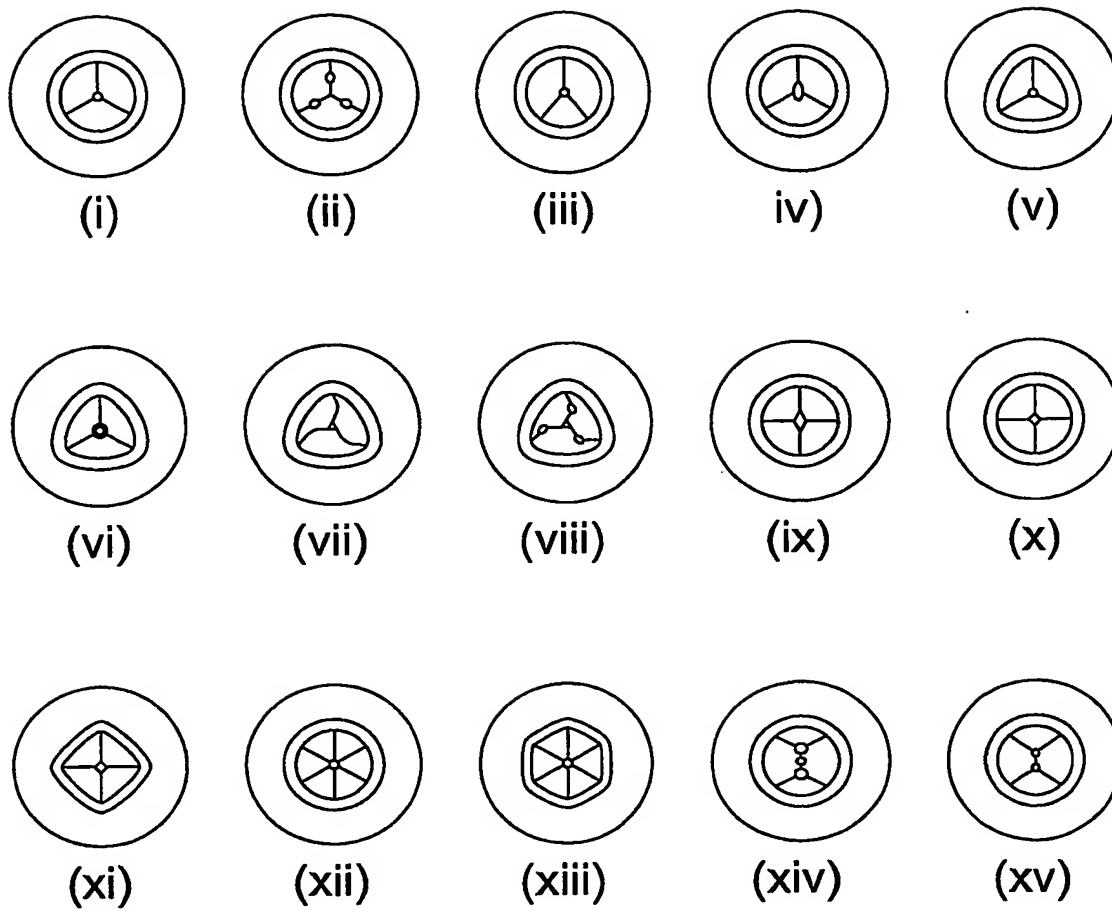 (i) (ii) (iii) iv) (v)
(vi) (vii) (viii) (ix) (x)
(xi) (xii) (xiii) (xiv) (xv)